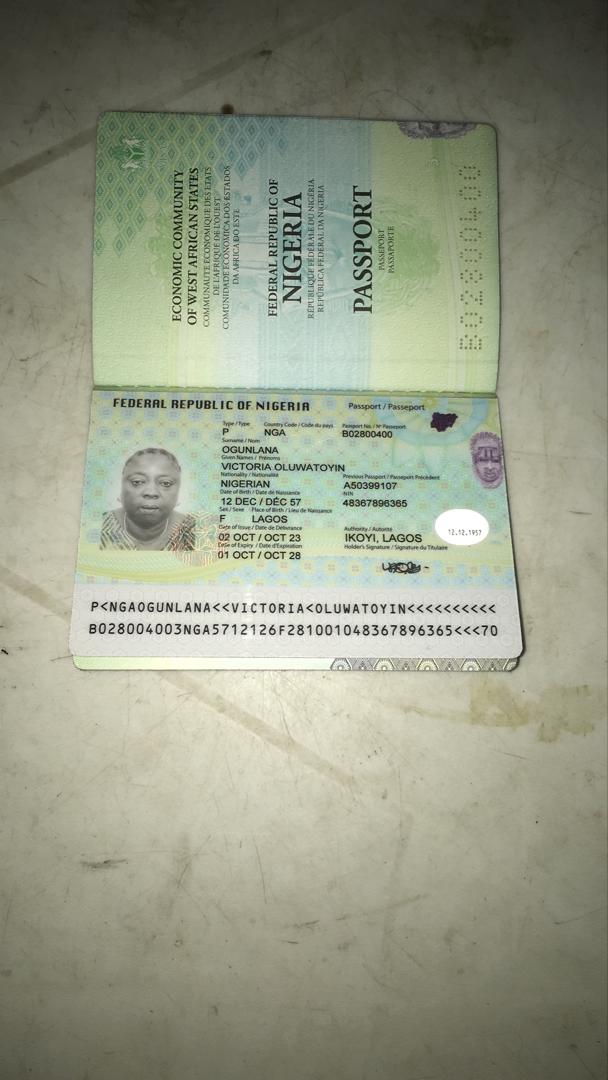 ECONOMIC COMMUNITY
OF WEST AFRICAN STATES
COMMUNAUTÉ ECONOMIQUE DES ETATS
DE L'AFRIQUE DE L'OUEST
COMUNIDADE ECONOMICA DOS ESTADOS
DA AFRICA DO ESTE
FEDERAL REPUBLIC OF
NIGERIA
RÉPUBLIQUE FÉDÉRALE DU NIGÉRIA
REPÚBLICA FEDERAL DA NIGERIA
PASSPORT
PASSEPORT
PASSAPORTE
B02800400
FEDERAL REPUBLIC OF NIGERIA Passport / Passeport
Type / Type Country Code / Code du pays Passport No. / N° Passeport
P NGA B02800400
Surname / Nom
OGUNLANA
Given Names / Prénoms
VICTORIA OLUWATOYIN
Nationality / Nationalité Previous Passport / Passeport Précédent
NIGERIAN A50399107
Date of Birth / Date de Naissance NIN
12 DEC / DÉC 57 48367896365
Sex / Sexe Place of Birth / Lieu de Naissance
F LAGOS
Date of Issue / Date de Délivrance Authority / Autorité
02 OCT / OCT 23 IKOYI, LAGOS
Date of Expiry / Date d'Expiration Holder's Signature / Signature du Titulaire
01 OCT / OCT 28
12.12.1957
P<NGAOGUNLANA<<VICTORIA<OLUWATOYIN<<<<<<<<<<
B028004003NGA5712126F281001048367896365<<<70